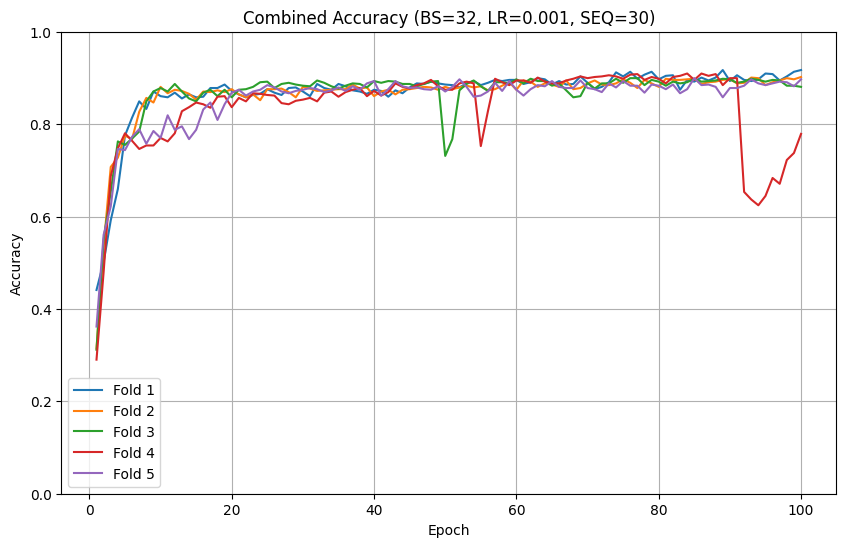 Combined Accuracy (BS=32, LR=0.001, SEQ=30)
1.0
0.8
0.6
0.4
0.2
0.0
Accuracy
Fold 1
Fold 2
Fold 3
Fold 4
Fold 5
0 20 40 60 80 100
Epoch